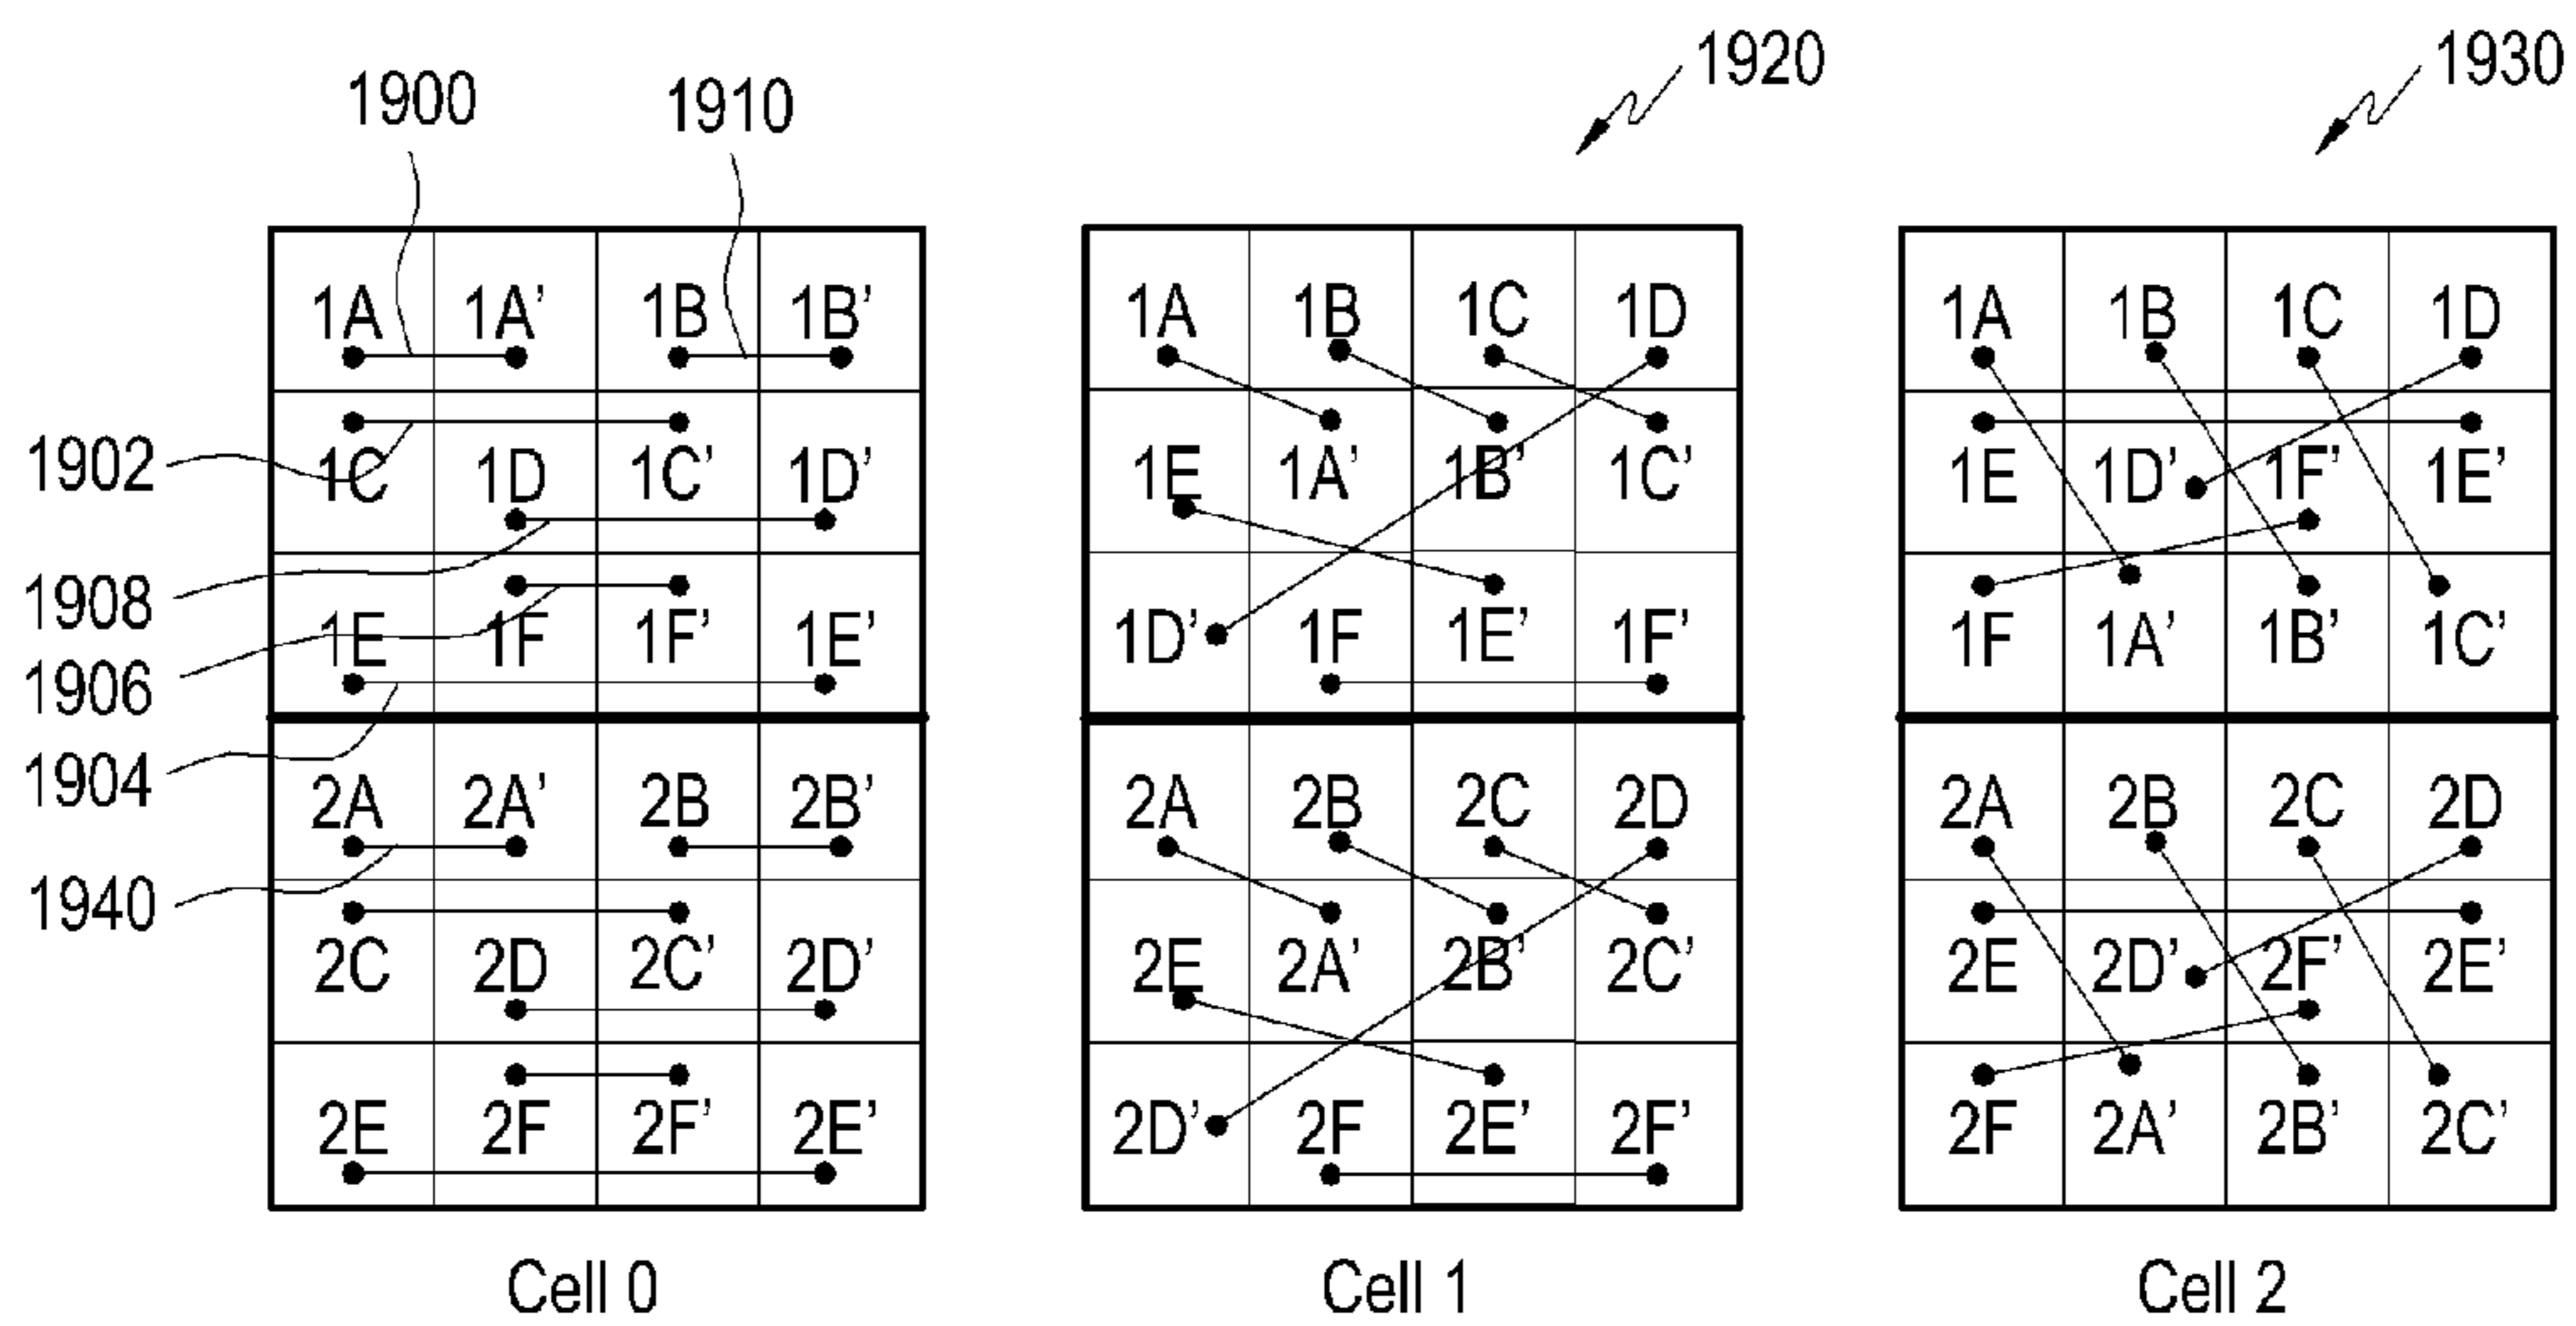 1920 1930
1900 1910
1A 1A' 1B 1B' 1A 1B 1C 1D 1A 1B 1C 1D
1902 1C 1D 1C' 1D' 1E 1A' 1B' 1C' 1E 1D' 1F' 1E'
1908
1E 1F 1F' 1E' 1D' 1F 1E' 1F' 1F 1A' 1B' 1C'
1906
1904
2A 2A' 2B 2B' 2A 2B 2C 2D 2A 2B 2C 2D
1940
2C 2D 2C' 2D' 2E 2A' 2B' 2C' 2E 2D' 2F' 2E'
2E 2F 2F' 2E' 2D' 2F 2E' 2F' 2F 2A' 2B' 2C'
Cell 0 Cell 1 Cell 2